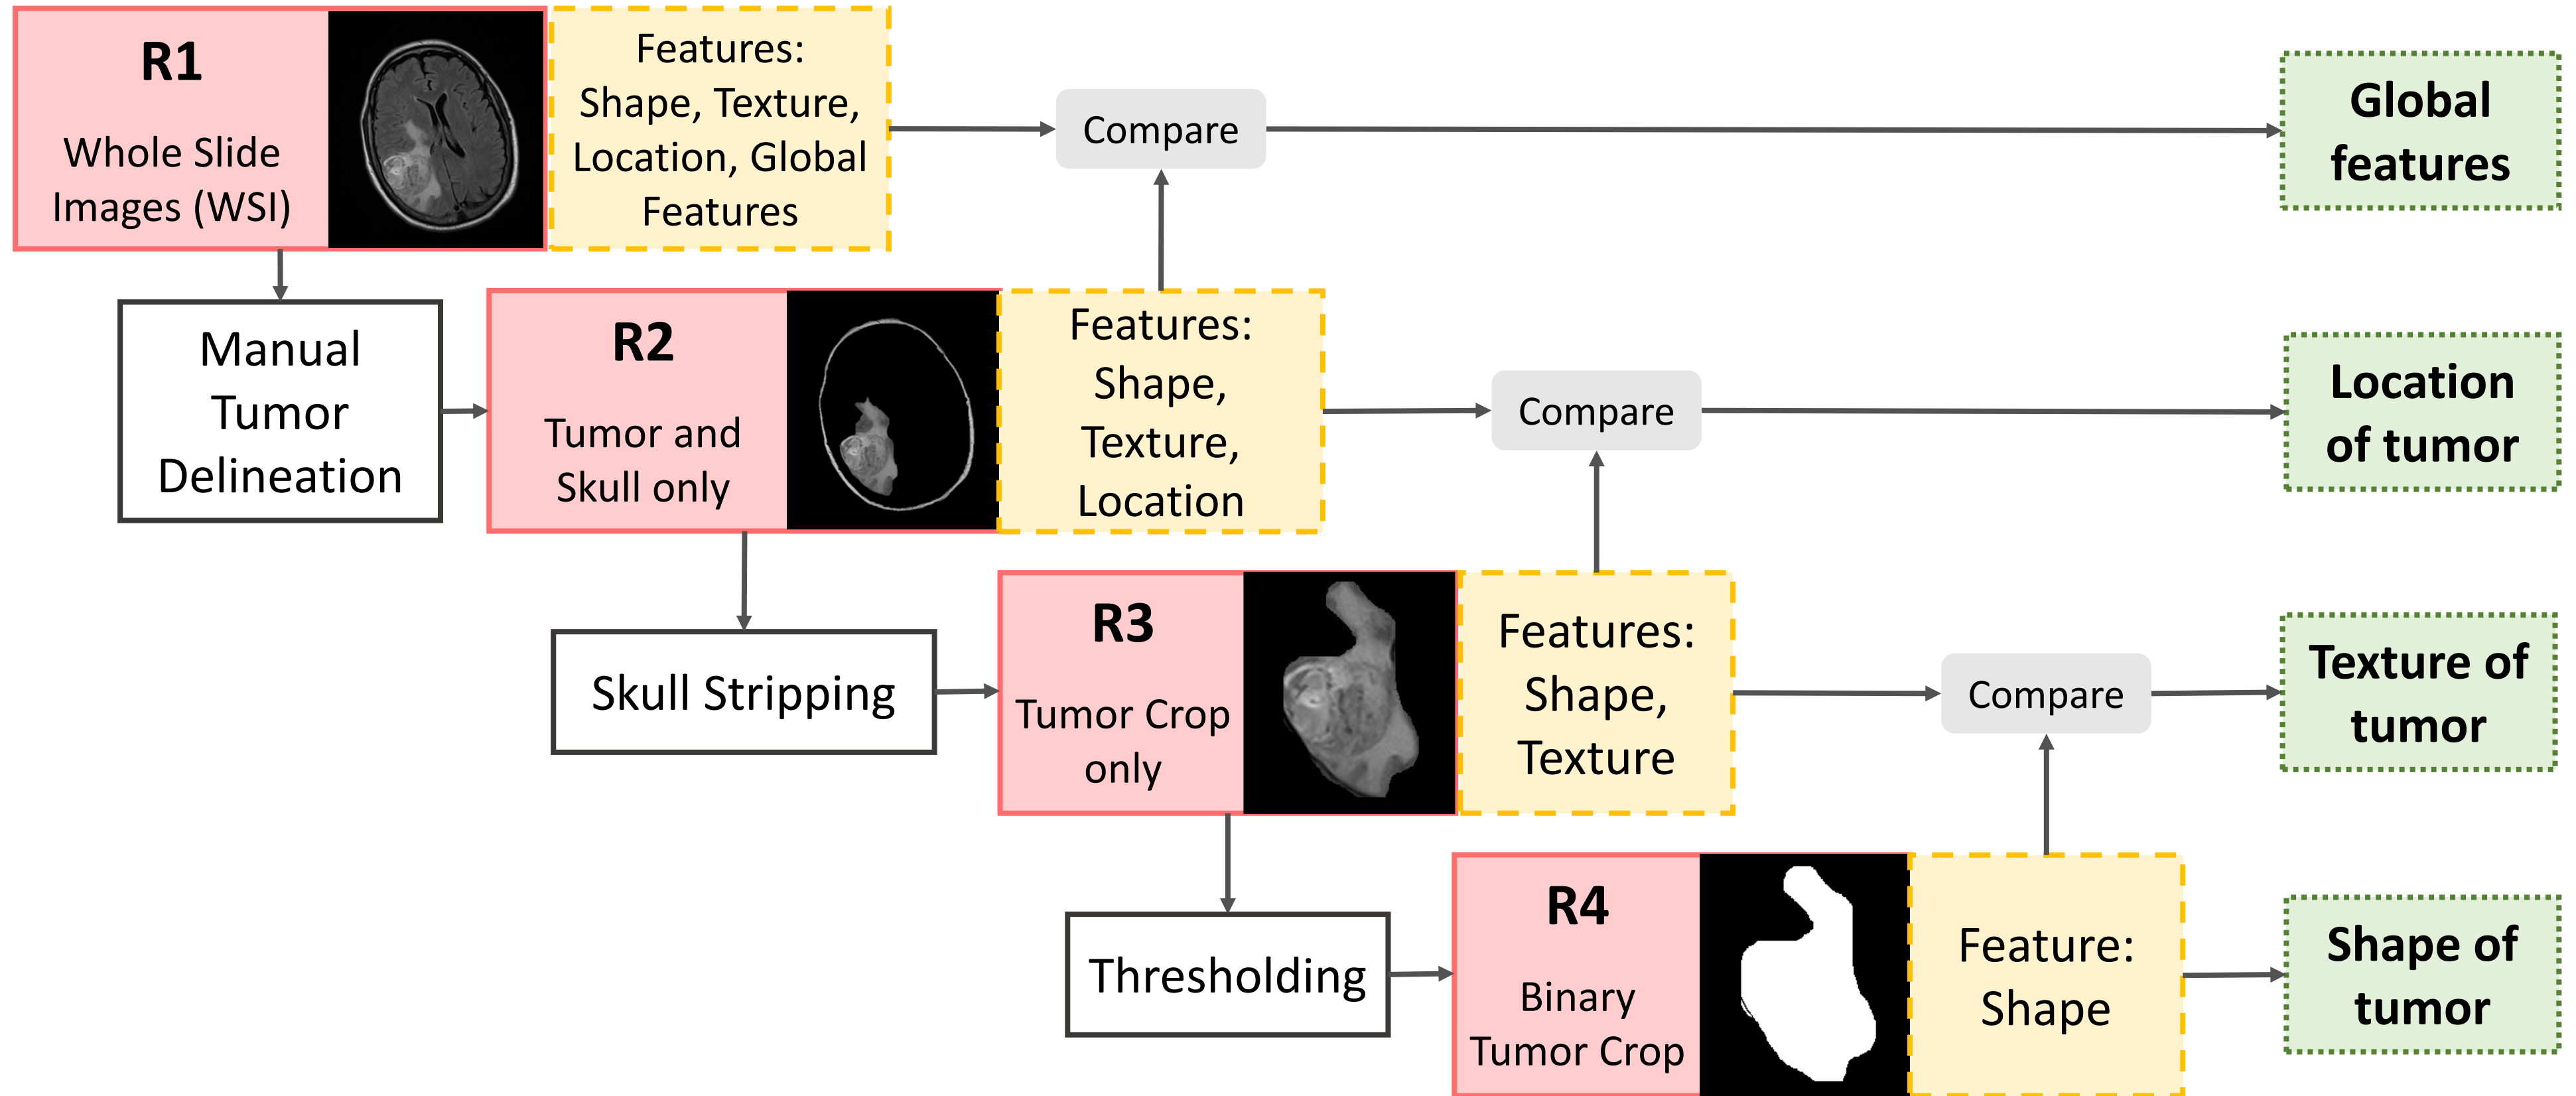 R1
Whole Slide
Images (WSI)
Features:
Shape, Texture,
Location, Global
Features
Compare
Global
features
Manual
Tumor
Delineation
R2
Tumor and
Skull only
Features:
Shape,
Texture,
Location
Compare
Location
of tumor
Skull Stripping
R3
Tumor Crop
only
Features:
Shape,
Texture
Compare
Texture of
tumor
Thresholding
R4
Binary
Tumor Crop
Feature:
Shape
Shape of
tumor